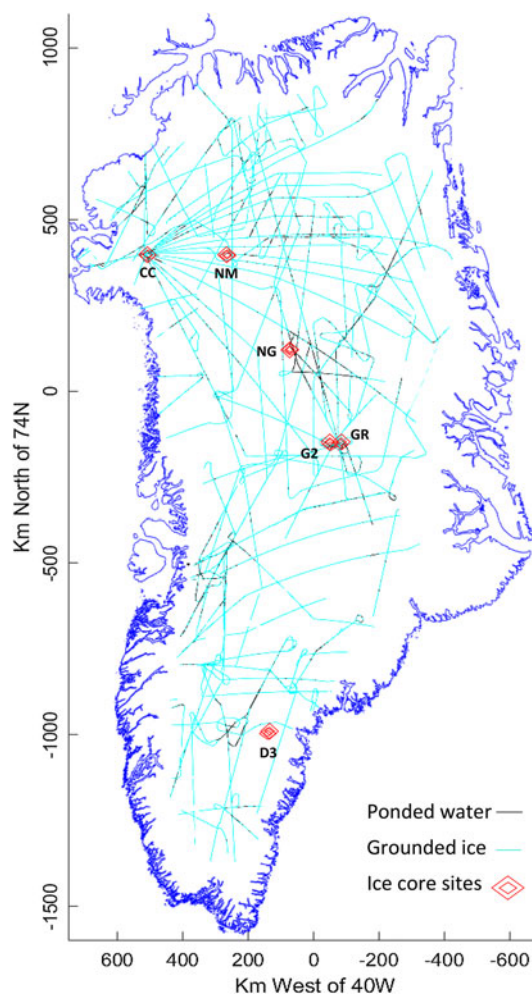 1000
500
0
-500
-1000
-1500
Km North of 74N
CC
NM
NG
GR
G2
D3
Ponded water
Grounded ice
Ice core sites
600 400 200 0 -200 -400 -600
Km West of 40W